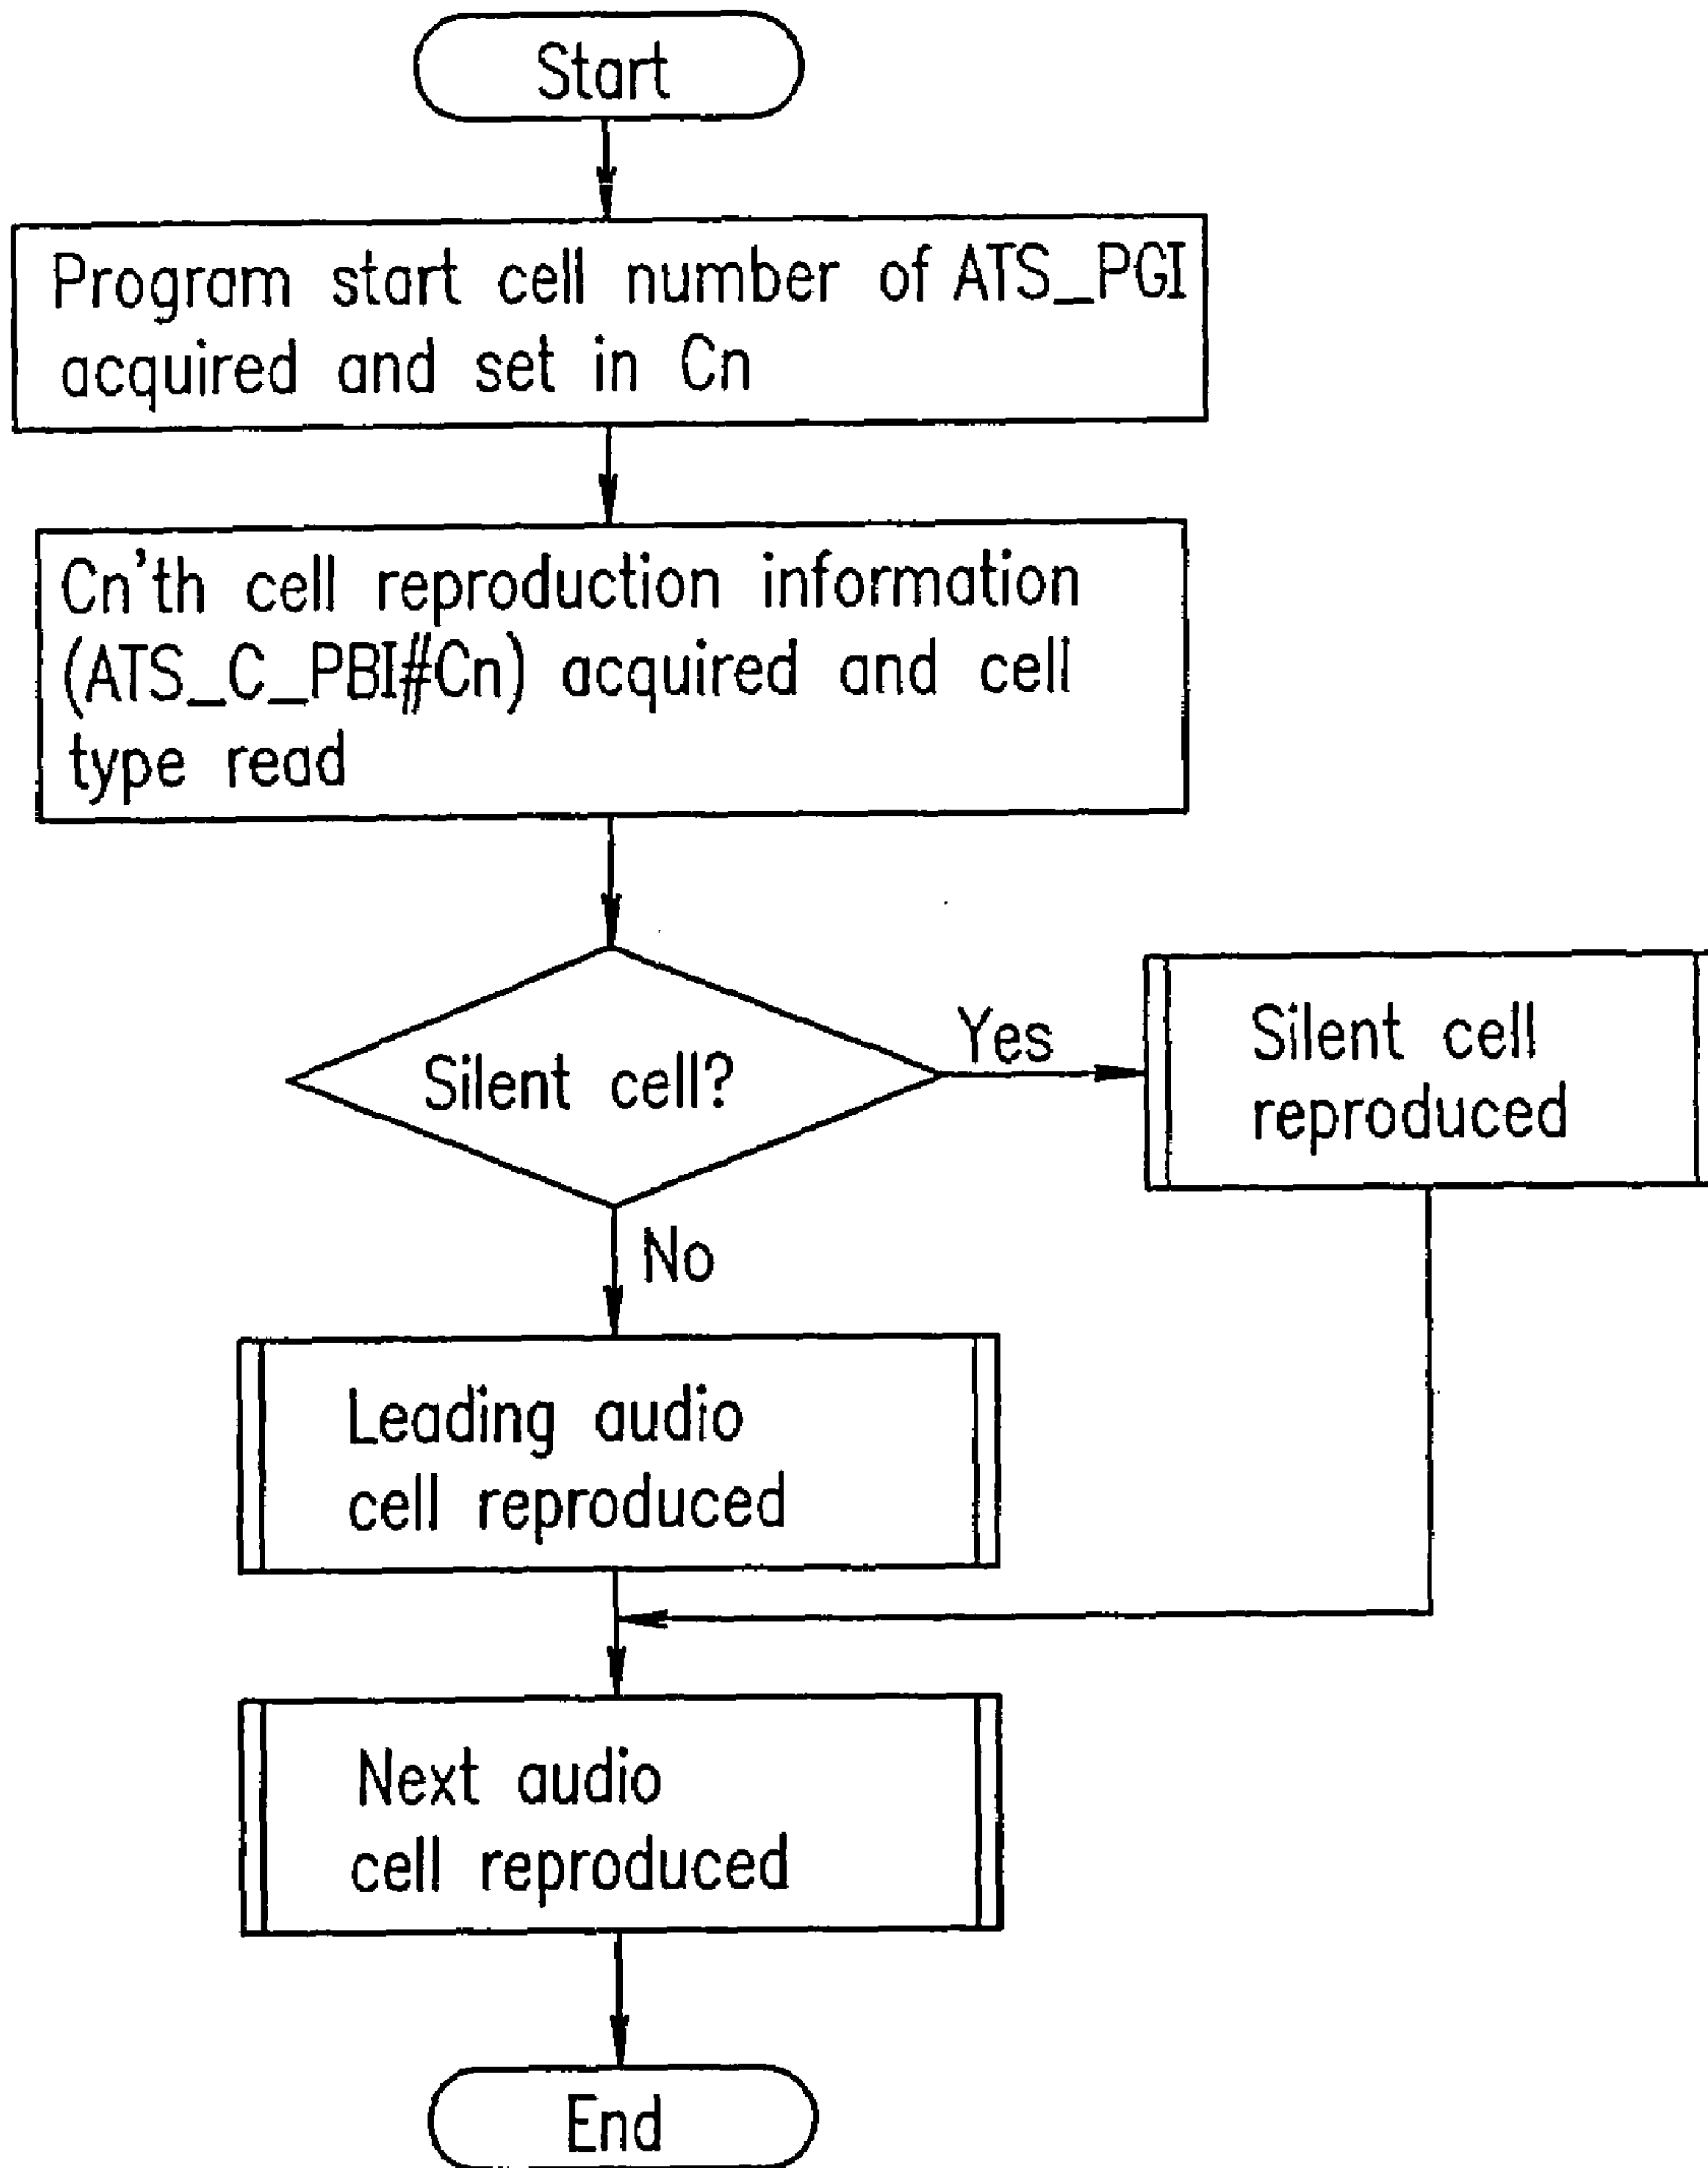 Start
Program start cell number of ATS_PGI
acquired and set in Cn
Cn'th cell reproduction information
(ATS_C_PBI#Cn) acquired and cell
type read
Silent cell?
Yes
Silent cell
reproduced
No
Leading audio
cell reproduced
Next audio
cell reproduced
End